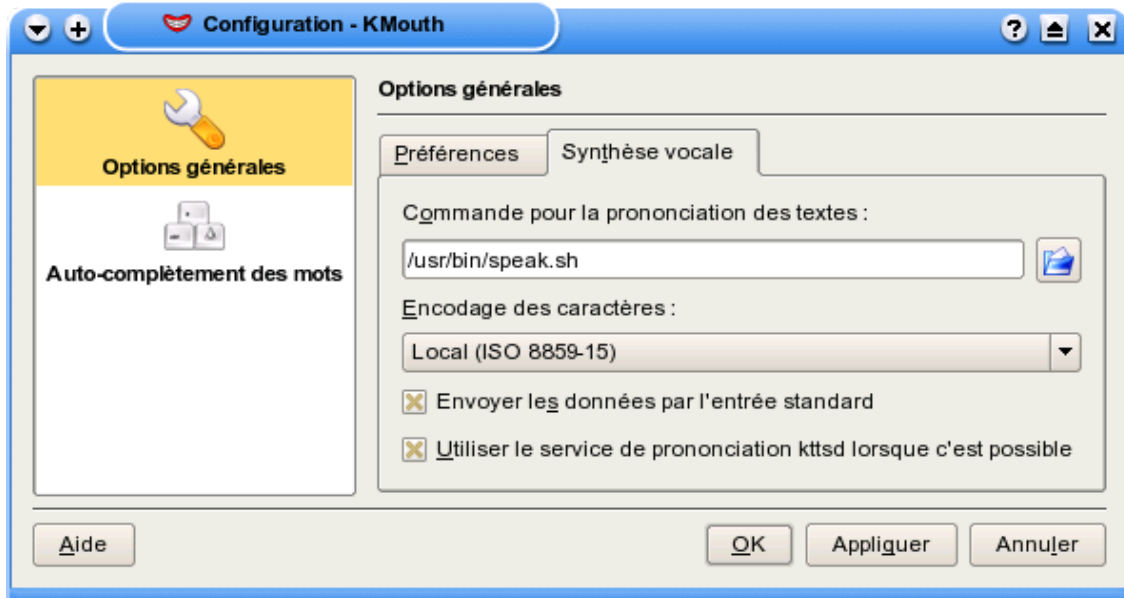 Configuration - KMouth
Options générales
Auto-complètement des mots
Options générales
Préférences
Synthèse vocale
Commande pour la prononciation des textes :
/usr/bin/speak.sh
Encodage des caractères :
Local (ISO 8859-15)
Envoyer les données par l'entrée standard
Utiliser le service de prononciation kttsd lorsque c'est possible
Aide
OK
Appliquer
Annuler